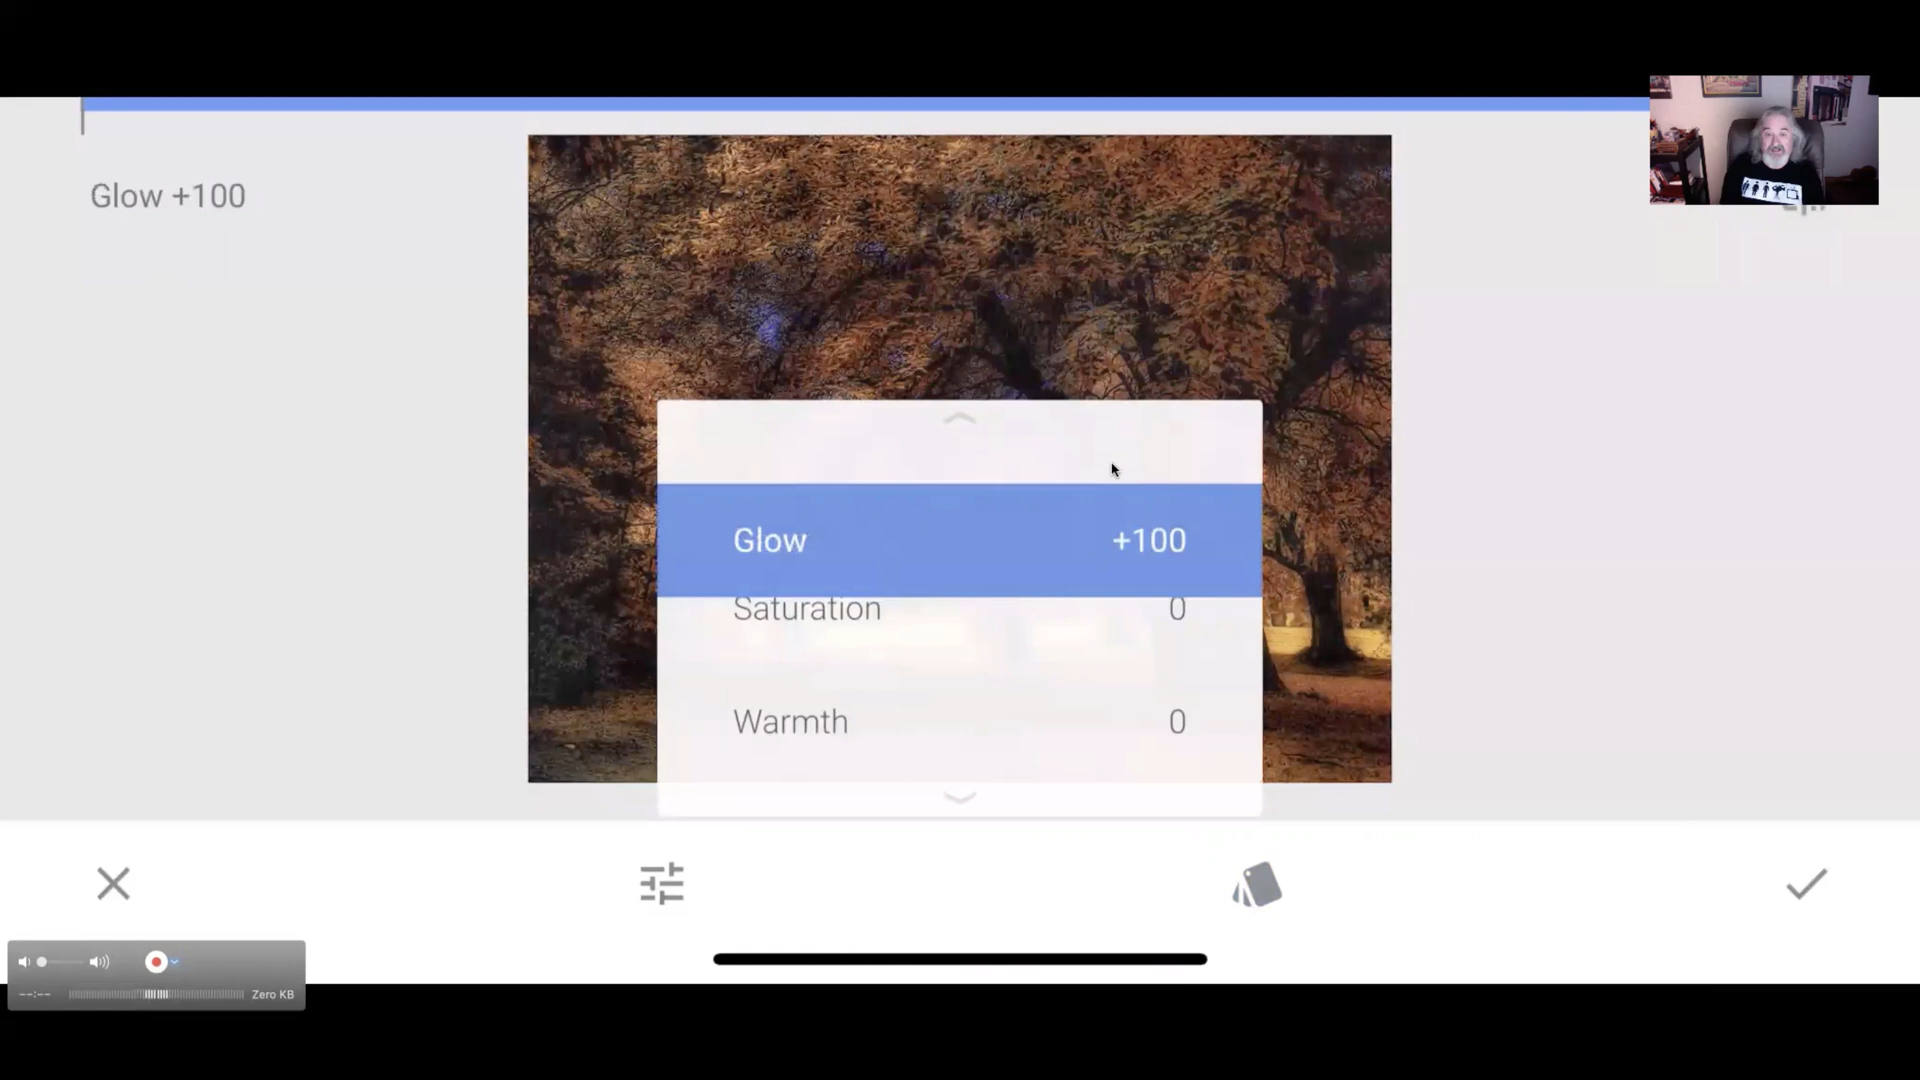 Glow +100
Glow +100
Saturation 0
Warmth 0
--:-- Zero KB